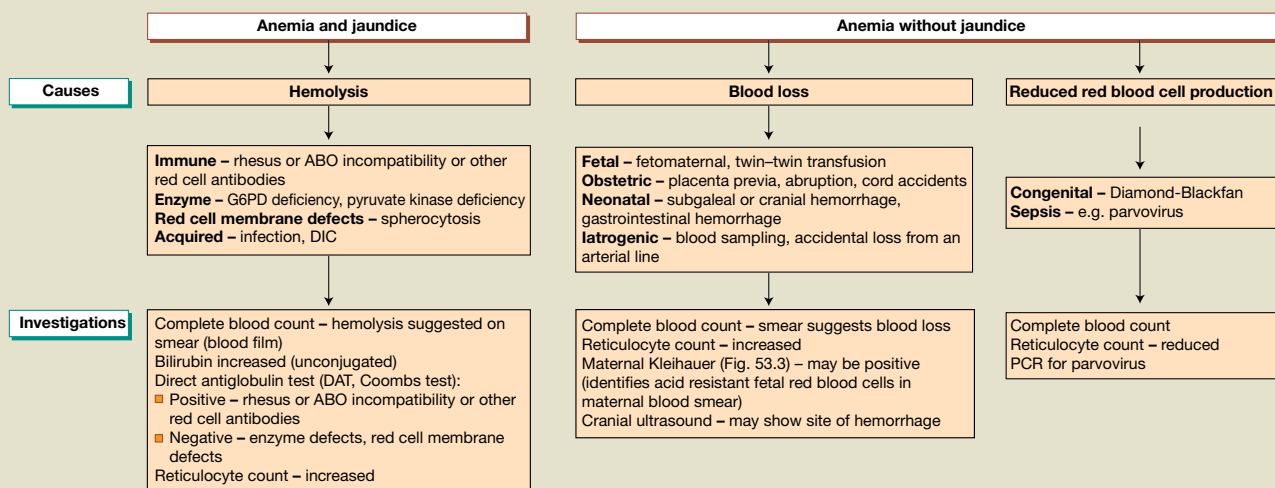 Anemia and jaundice
Anemia without jaundice
Causes
Hemolysis
Blood loss
Reduced red blood cell production
Immune – rhesus or ABO incompatibility or other
red cell antibodies
Enzyme – G6PD deficiency, pyruvate kinase deficiency
Red cell membrane defects – spherocytosis
Acquired – infection, DIC
Fetal – fetomaternal, twin–twin transfusion
Obstetric – placenta previa, abruption, cord accidents
Neonatal – subgaleal or cranial hemorrhage,
gastrointestinal hemorrhage
Iatrogenic – blood sampling, accidental loss from an
arterial line
Congenital – Diamond-Blackfan
Sepsis – e.g. parvovirus
Investigations
Complete blood count – hemolysis suggested on
smear (blood film)
Bilirubin increased (unconjugated)
Direct antiglobulin test (DAT, Coombs test):
Positive – rhesus or ABO incompatibility or other
red cell antibodies
Negative – enzyme defects, red cell membrane
defects
Reticulocyte count – increased
Complete blood count – smear suggests blood loss
Reticulocyte count – increased
Maternal Kleihauer (Fig. 53.3) – may be positive
(identifies acid resistant fetal red blood cells in
maternal blood smear)
Cranial ultrasound – may show site of hemorrhage
Complete blood count
Reticulocyte count – reduced
PCR for parvovirus